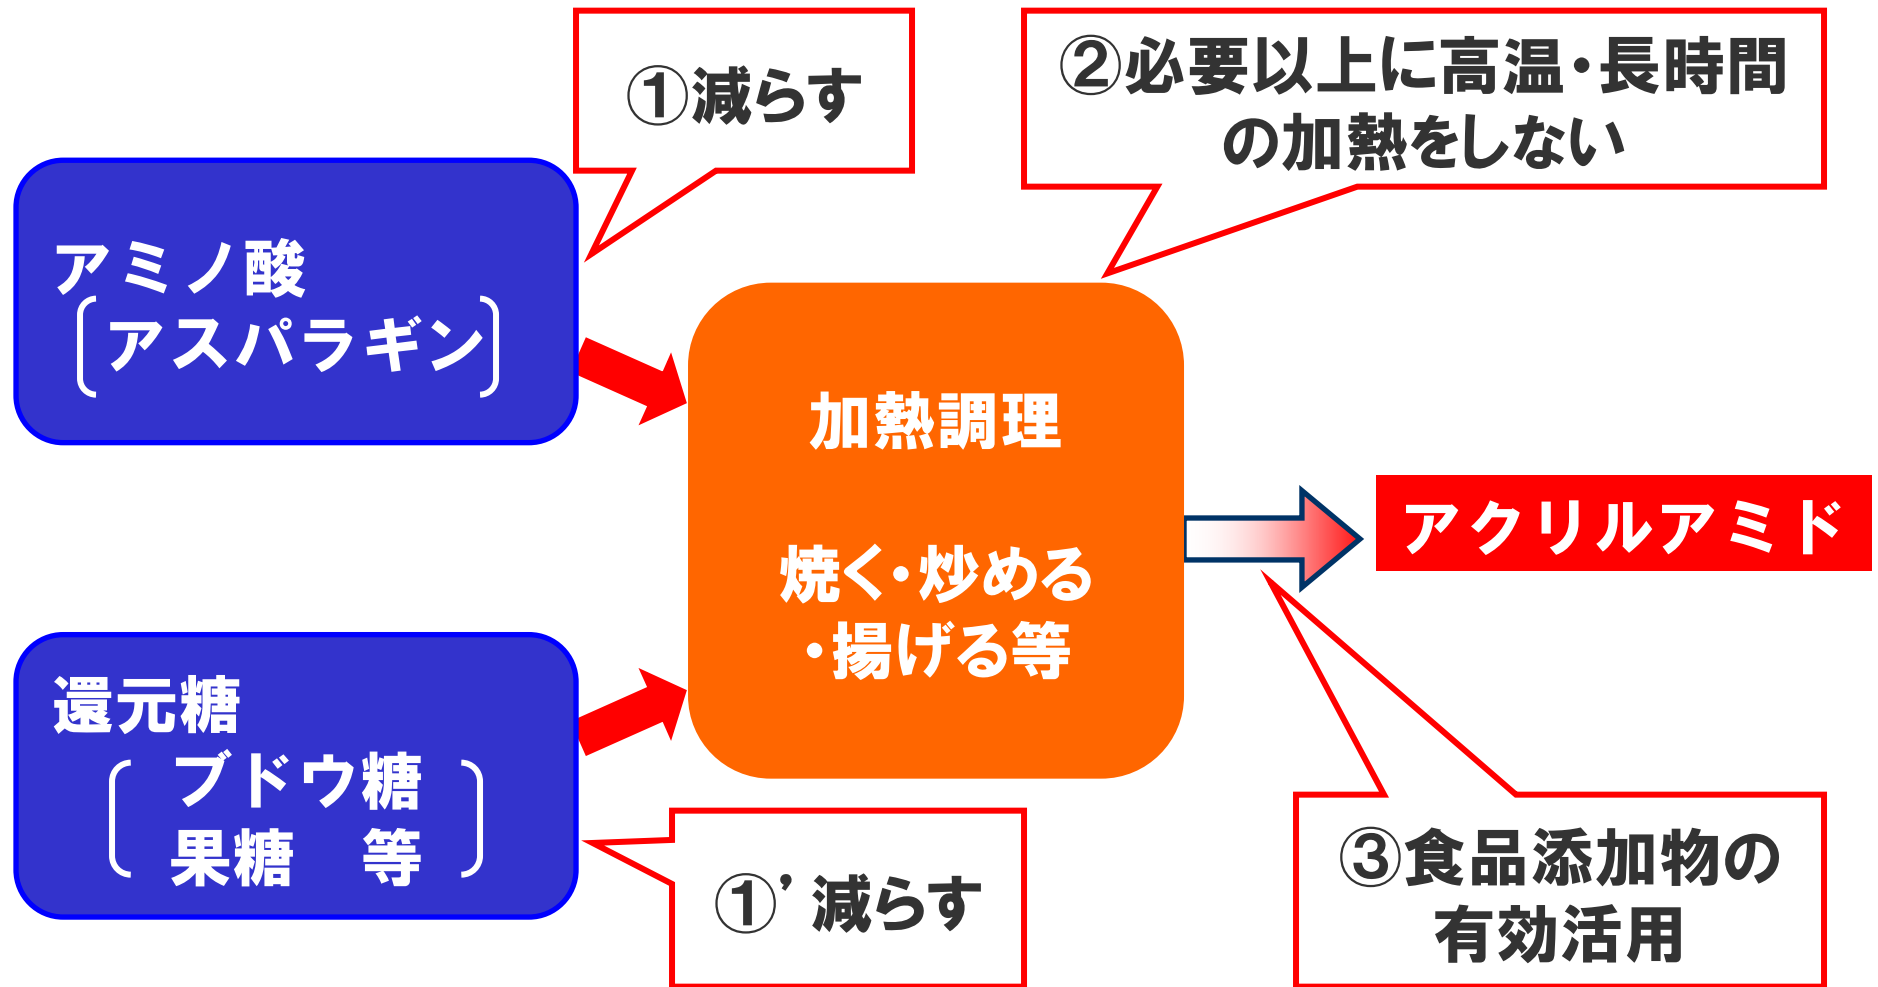 ①減らす
②必要以上に高温・長時間
の加熱をしない
アミノ酸
アスパラギン
加熱調理
焼く・炒める
・揚げる等
アクリルアミド
還元糖
ブドウ糖
果糖　等
①’減らす
③食品添加物の
有効活用